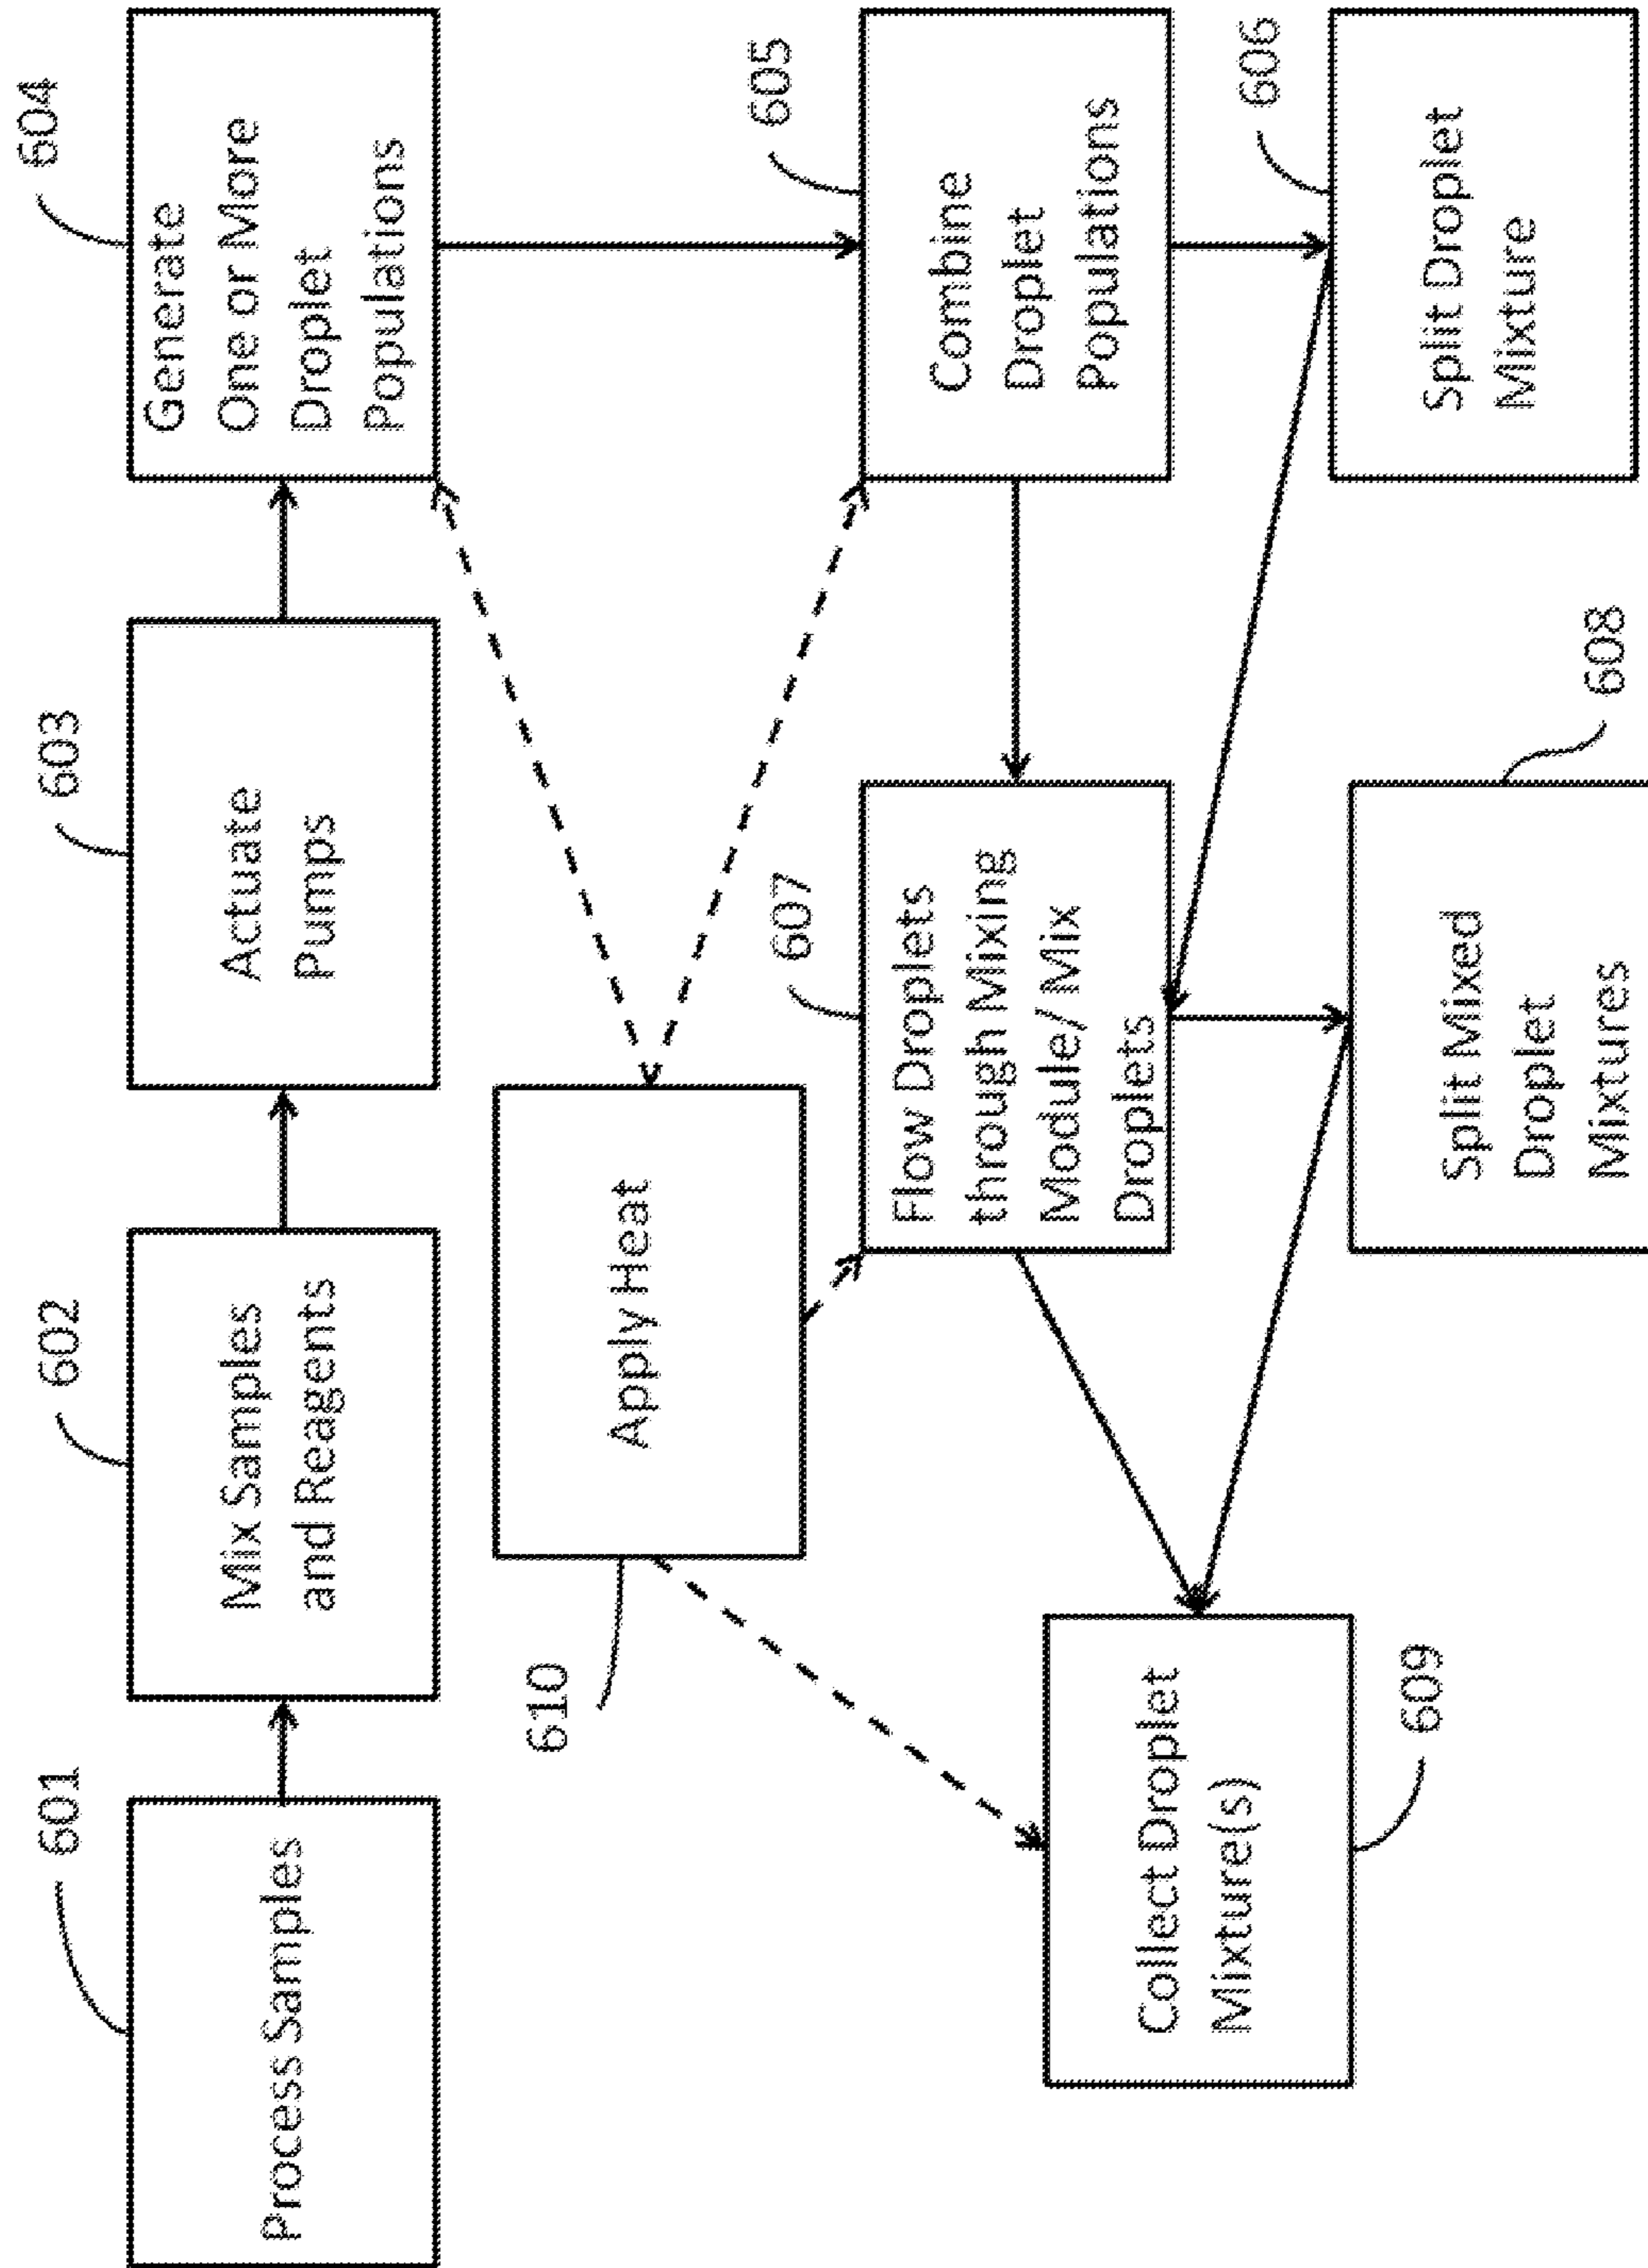 601
Process Samples
602
Mix Samples
and Reagents
603
Actuate
Pumps
604
Generate
One or More
Droplet
Populations
610
Apply Heat
605
Combine
Droplet
Populations
606
Split Droplet
Mixture
607
Flow Droplets
through Mixing
Module/ Mix
Droplets
608
Split Mixed
Droplet
Mixtures
609
Collect Droplet
Mixture(s)